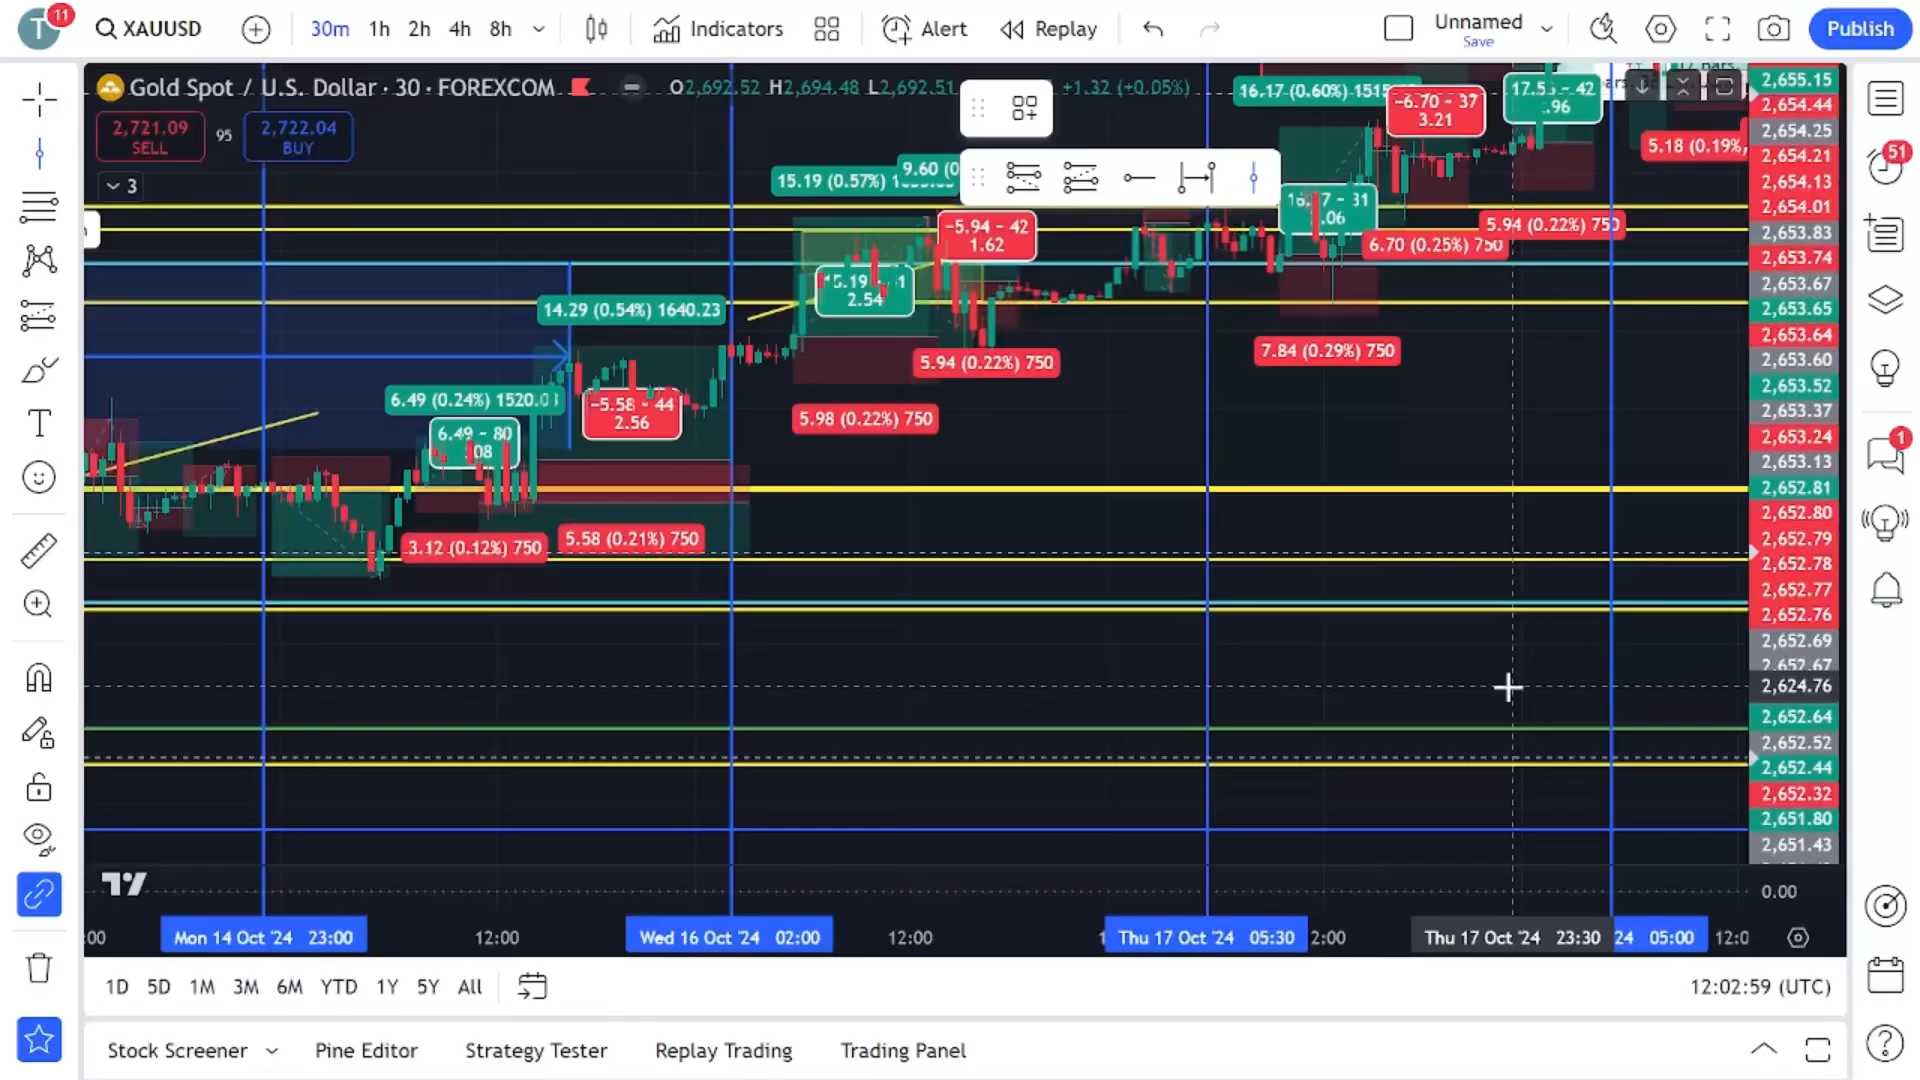 T
11
XAUUSD
30m
1h
2h
4h
8h
Indicators
Alert
Replay
Unnamed
Save
Publish
Gold Spot / U.S. Dollar · 30 · FOREXCOM
O2,692.52 H2,694.48 L2,692.51
+1.32 (+0.05%)
2,721.09
SELL
95
2,722.04
BUY
3
15.19 (0.57%)
9.60 (0
14.29 (0.54%) 1640.23
6.49 (0.24%) 1520.0
6.49 ~ 80
3.12 (0.12%) 750
−5.58 ~ 44
2.56
5.58 (0.21%) 750
2.54
5.98 (0.22%) 750
−5.94 ~ 42
1.62
5.94 (0.22%) 750
7.84 (0.29%) 750
−6.70 ~ 37
3.21
6.70 (0.25%) 750
5.94 (0.22%) 750
5.18 (0.19%)
2,655.15
2,654.44
2,654.25
2,654.21
2,654.13
2,654.01
2,653.83
2,653.74
2,653.67
2,653.65
2,653.64
2,653.60
2,653.52
2,653.37
2,653.24
2,653.13
2,652.81
2,652.80
2,652.79
2,652.78
2,652.77
2,652.76
2,652.69
2,652.67
2,624.76
2,652.64
2,652.52
2,652.44
2,652.32
2,651.80
2,651.43
0.00
:00
Mon 14 Oct '24 23:00
12:00
Wed 16 Oct '24 02:00
12:00
Thu 17 Oct '24 05:30
2:00
Thu 17 Oct '24 23:30
24 05:00
12:0
1D
5D
1M
3M
6M
YTD
1Y
5Y
All
12:02:59 (UTC)
Stock Screener
Pine Editor
Strategy Tester
Replay Trading
Trading Panel
51
1